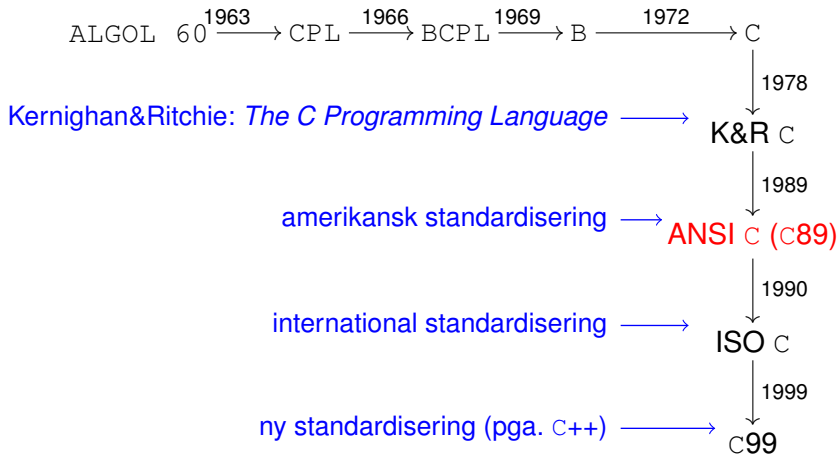 1963 1966 1969 1972
ALGOL 60 CPL BCPL B C
1978
Kernighan&Ritchie: The C Programming Language
K&R C
1989
amerikansk standardisering
ANSI C (C89)
1990
international standardisering
ISO C
1999
ny standardisering (pga. C++)
C99